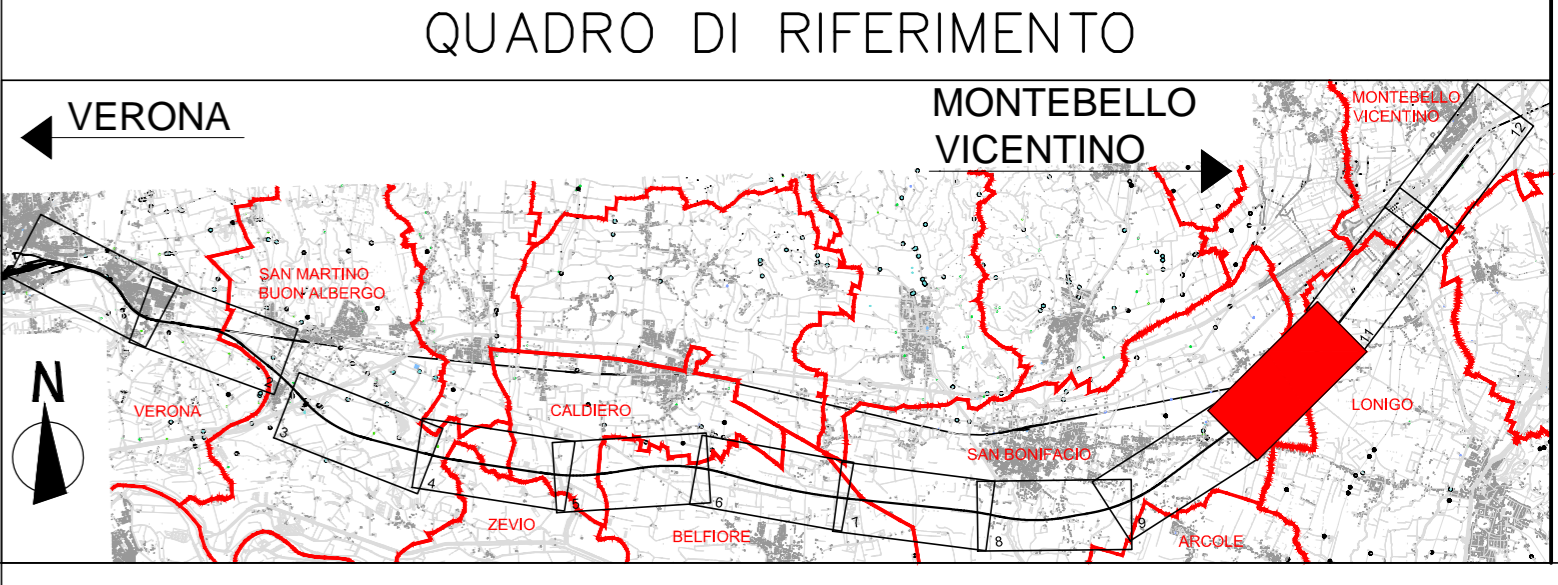 QUADRO DI RIFERIMENTO
VERONA
MONTEBELLO
VICENTINO
MONTEBELLO
VICENTINO
12
SAN MARTINO
BUON ALBERGO
N
VERONA
CALDIERO
11
LONIGO
3
SAN BONIFACIO
4
5
6
7
8
9
ZEVIO
BELFIORE
ARCOLE